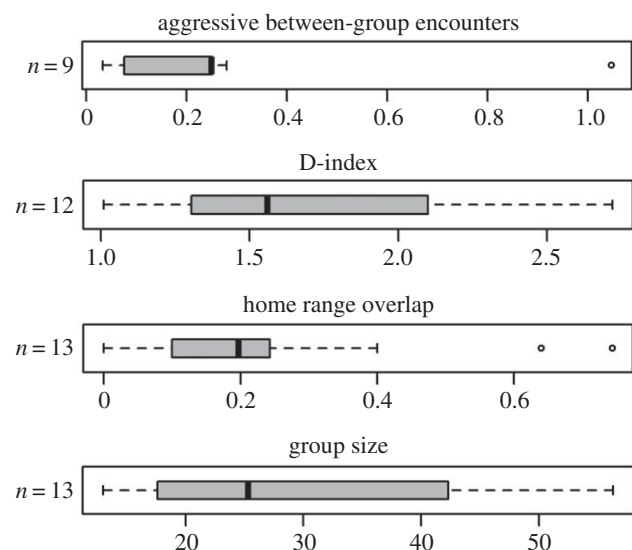 aggressive between-group encounters
n = 9
0 0.2 0.4 0.6 0.8 1.0
D-index
n = 12
1.0 1.5 2.0 2.5
home range overlap
n = 13
0 0.2 0.4 0.6
group size
n = 13
20 30 40 50